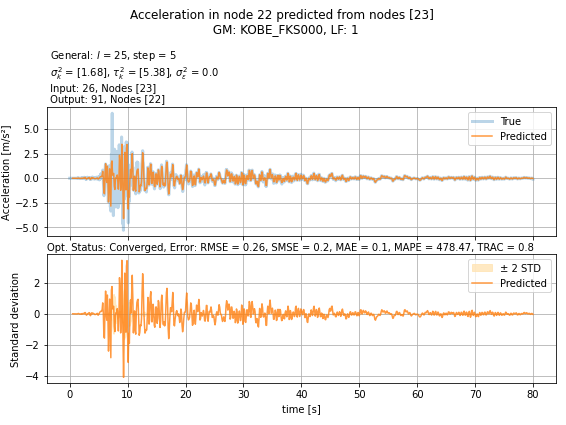 Acceleration in node 22 predicted from nodes [23]
GM: KOBE_FKS000, LF: 1
General: l = 25, step = 5
σ²ₖ = [1.68], τ²ₖ = [5.38], σ²ε = 0.0
Input: 26, Nodes [23]
Output: 91, Nodes [22]
True
Predicted
5.0
2.5
0.0
−2.5
−5.0
Acceleration [m/s²]
Opt. Status: Converged, Error: RMSE = 0.26, SMSE = 0.2, MAE = 0.1, MAPE = 478.47, TRAC = 0.8
± 2 STD
Predicted
2
0
−2
−4
Standard deviation
0 10 20 30 40 50 60 70 80
time [s]